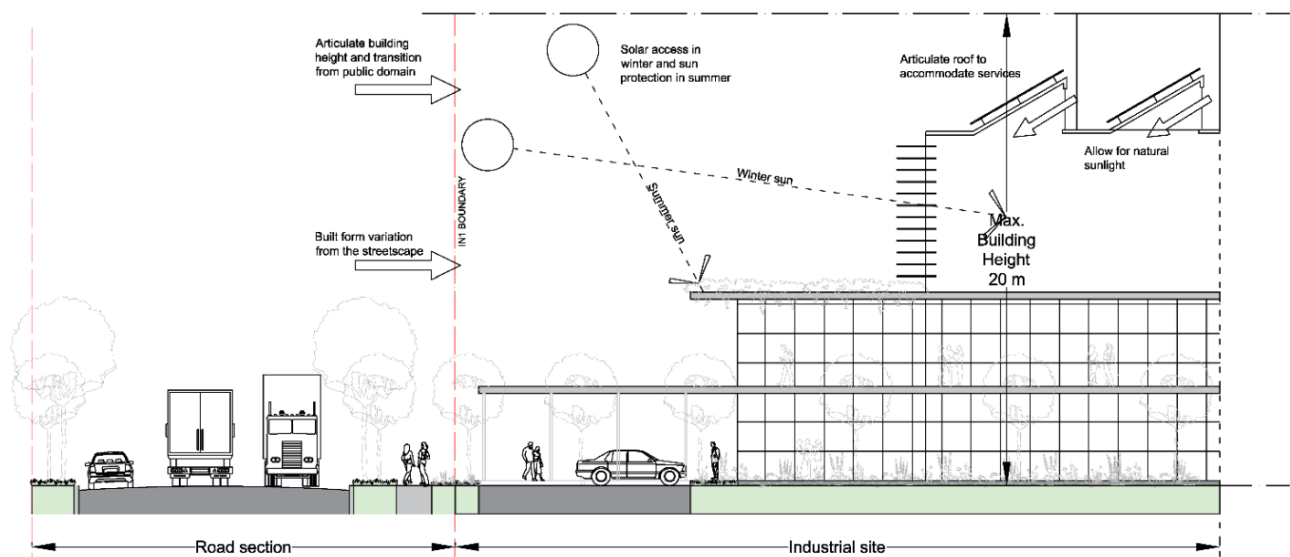 Articulate building
height and transition
from public domain
Solar access in
winter and sun
protection in summer
Articulate roof to
accommodate services
Allow for natural
sunlight
Winter sun
Summer sun
IN1 BOUNDARY
Built form variation
from the streetscape
Max.
Building
Height
20 m
Road section
Industrial site